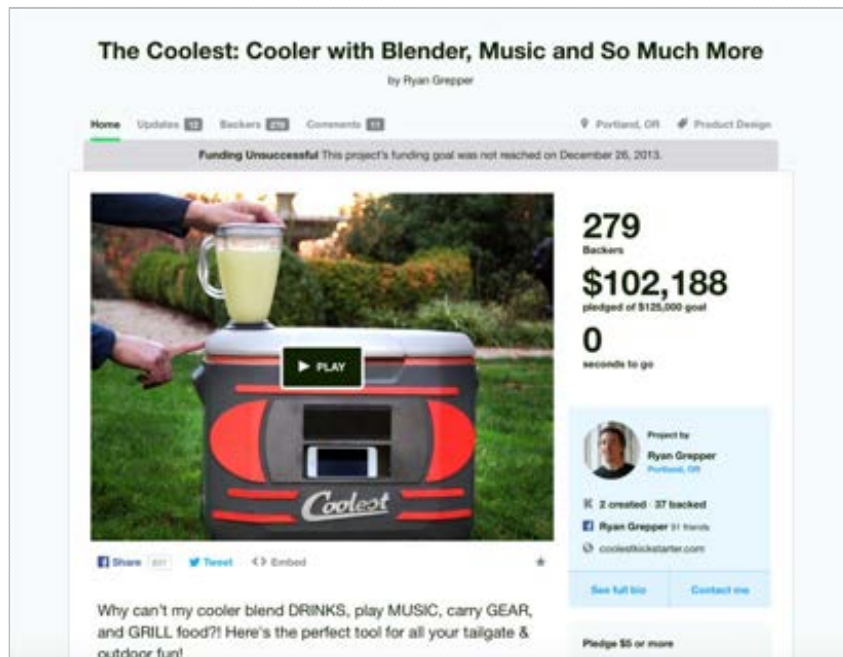 The Coolest: Cooler with Blender, Music and So Much More
by Ryan Grepper
Home Updates 12 Backers 279 Comments 11 Portland, OR Product Design
Funding Unsuccessful This project's funding goal was not reached on December 26, 2013.
279
Backers
$102,188
pledged of $125,000 goal
0
seconds to go
PLAY
Coolest
Project by
Ryan Grepper
Portland, OR
2 created · 37 backed
Ryan Grepper 91 friends
coolestkickstarter.com
See full bio Contact me
Share Tweet <> Embed
Why can't my cooler blend DRINKS, play MUSIC, carry GEAR,
and GRILL food?! Here's the perfect tool for all your tailgate &
outdoor fun!
Pledge $5 or more